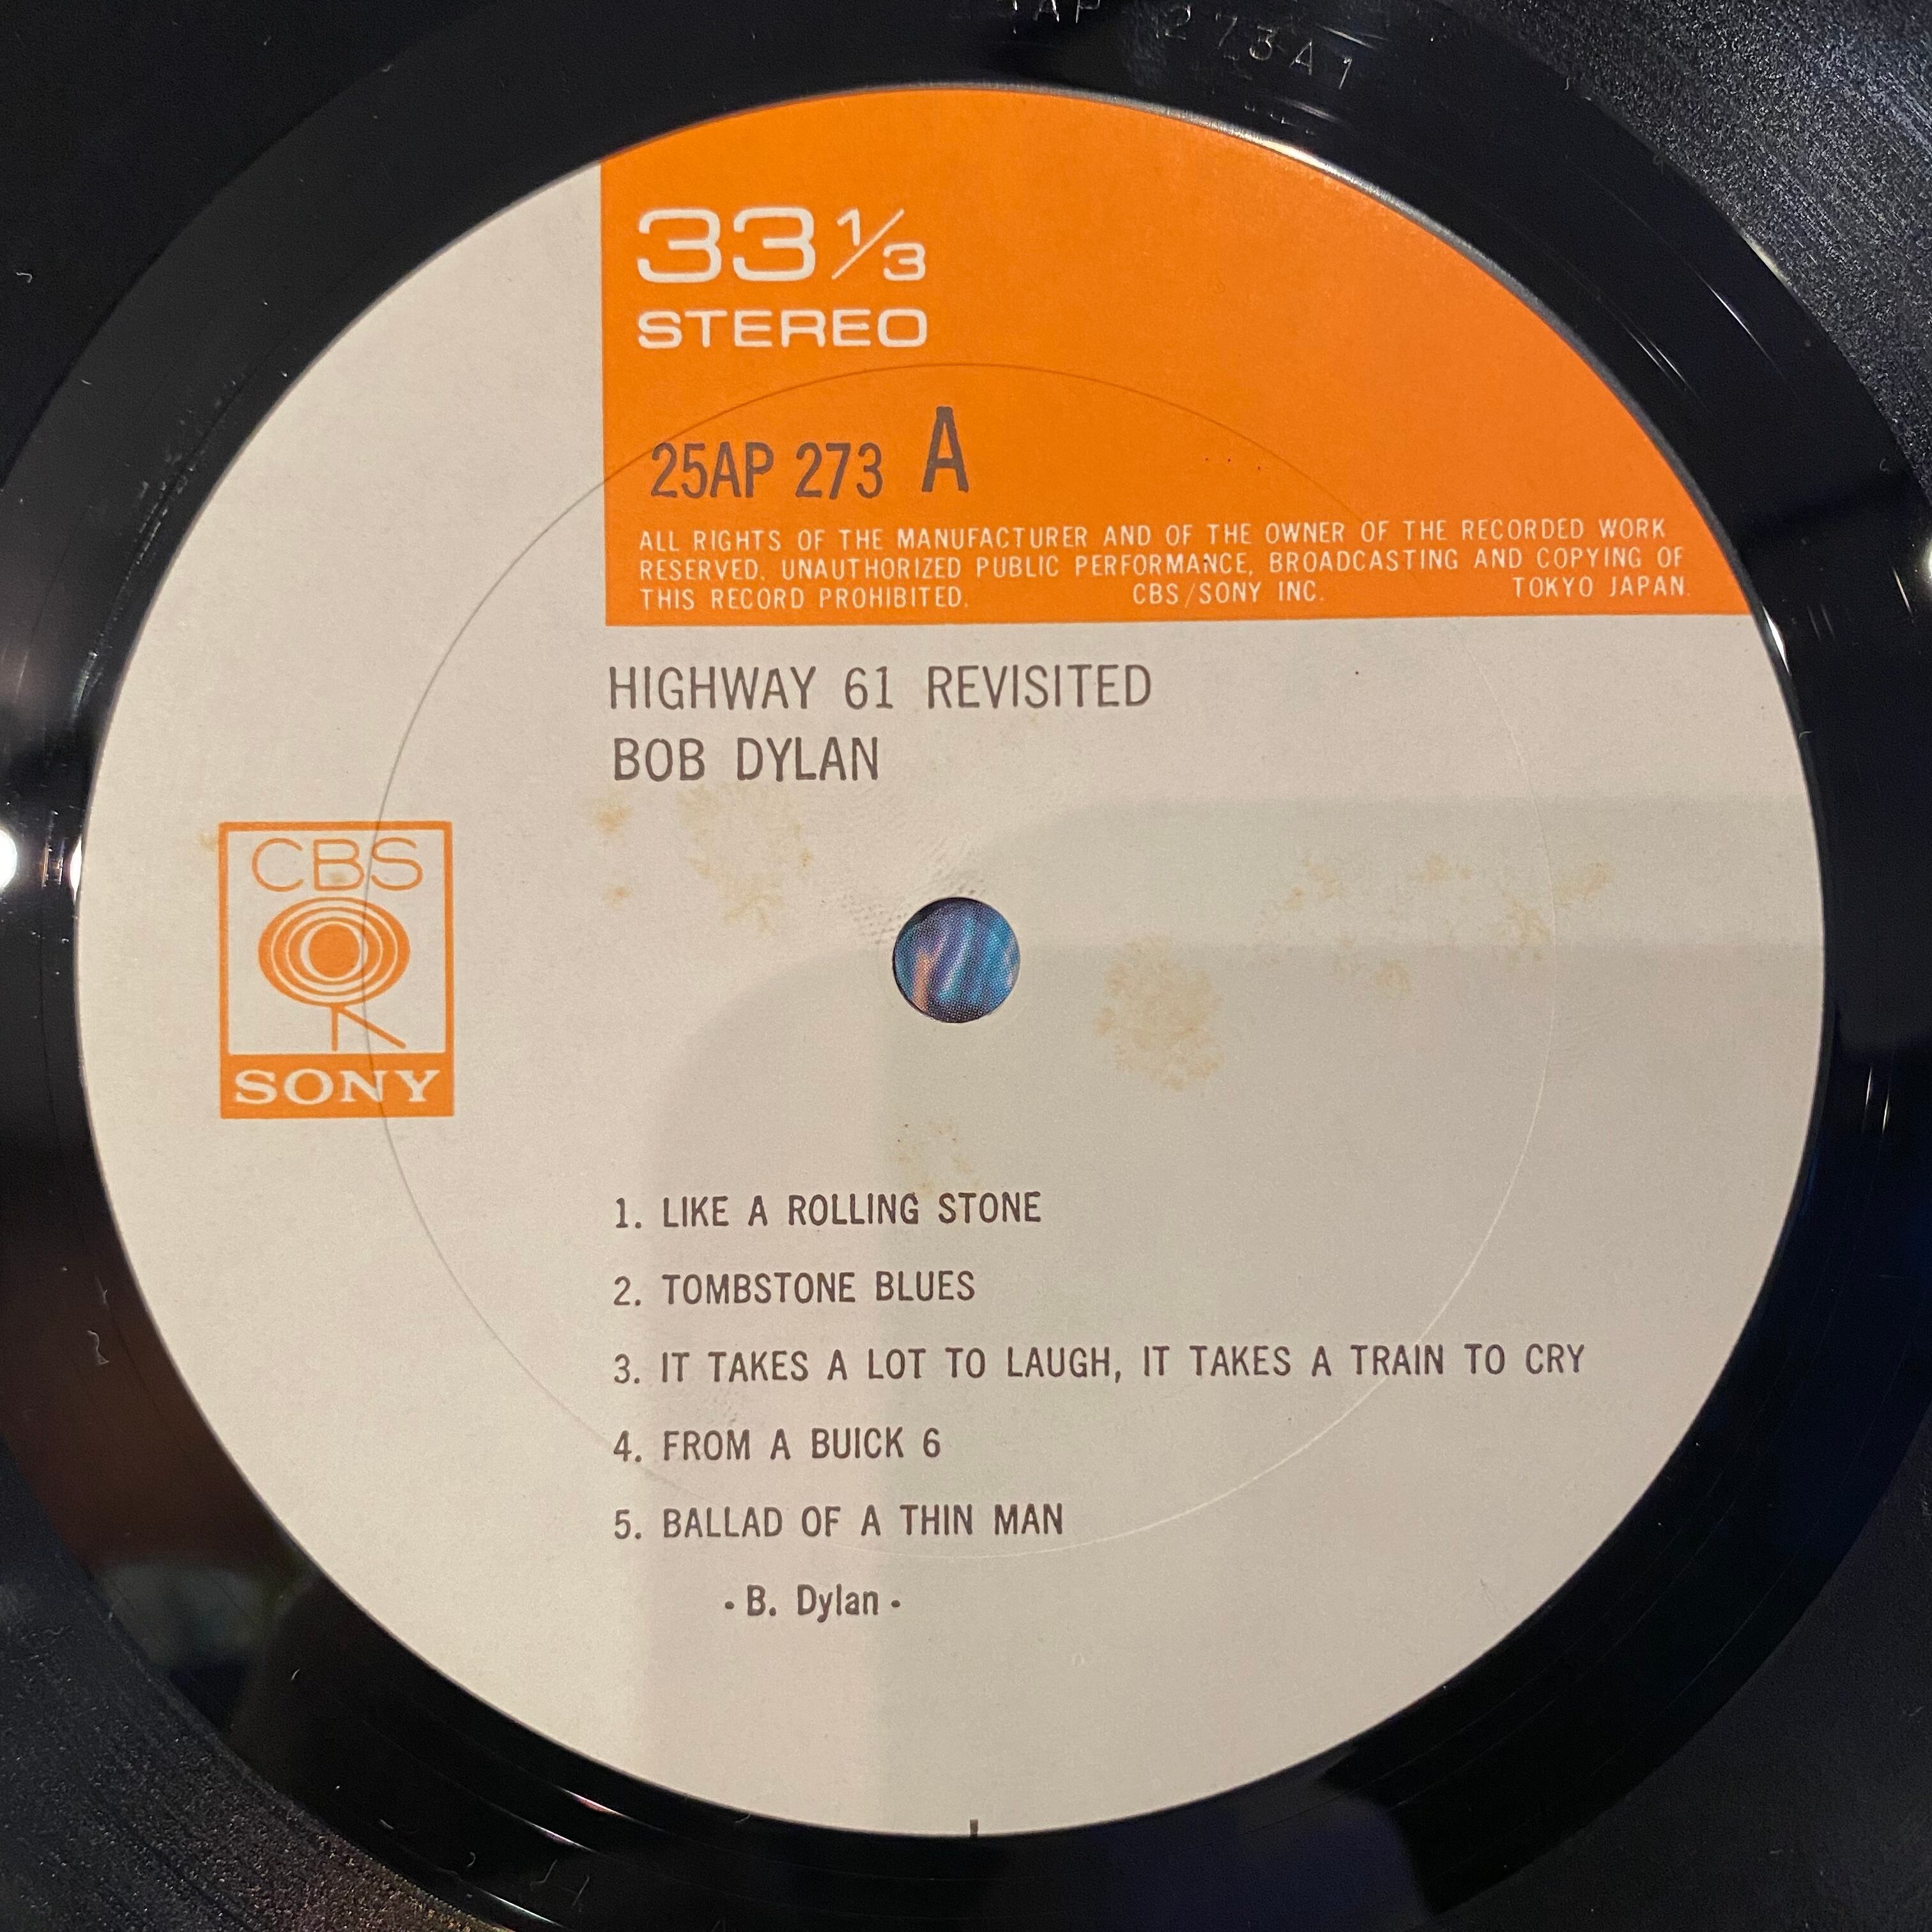 273A1
33 1/3
STEREO
25AP 273 A
ALL RIGHTS OF THE MANUFACTURER AND OF THE OWNER OF THE RECORDED WORK
RESERVED. UNAUTHORIZED PUBLIC PERFORMANCE, BROADCASTING AND COPYING OF
THIS RECORD PROHIBITED. CBS/SONY INC. TOKYO JAPAN.
HIGHWAY 61 REVISITED
BOB DYLAN
CBS
SONY
1. LIKE A ROLLING STONE
2. TOMBSTONE BLUES
3. IT TAKES A LOT TO LAUGH, IT TAKES A TRAIN TO CRY
4. FROM A BUICK 6
5. BALLAD OF A THIN MAN
· B. Dylan ·